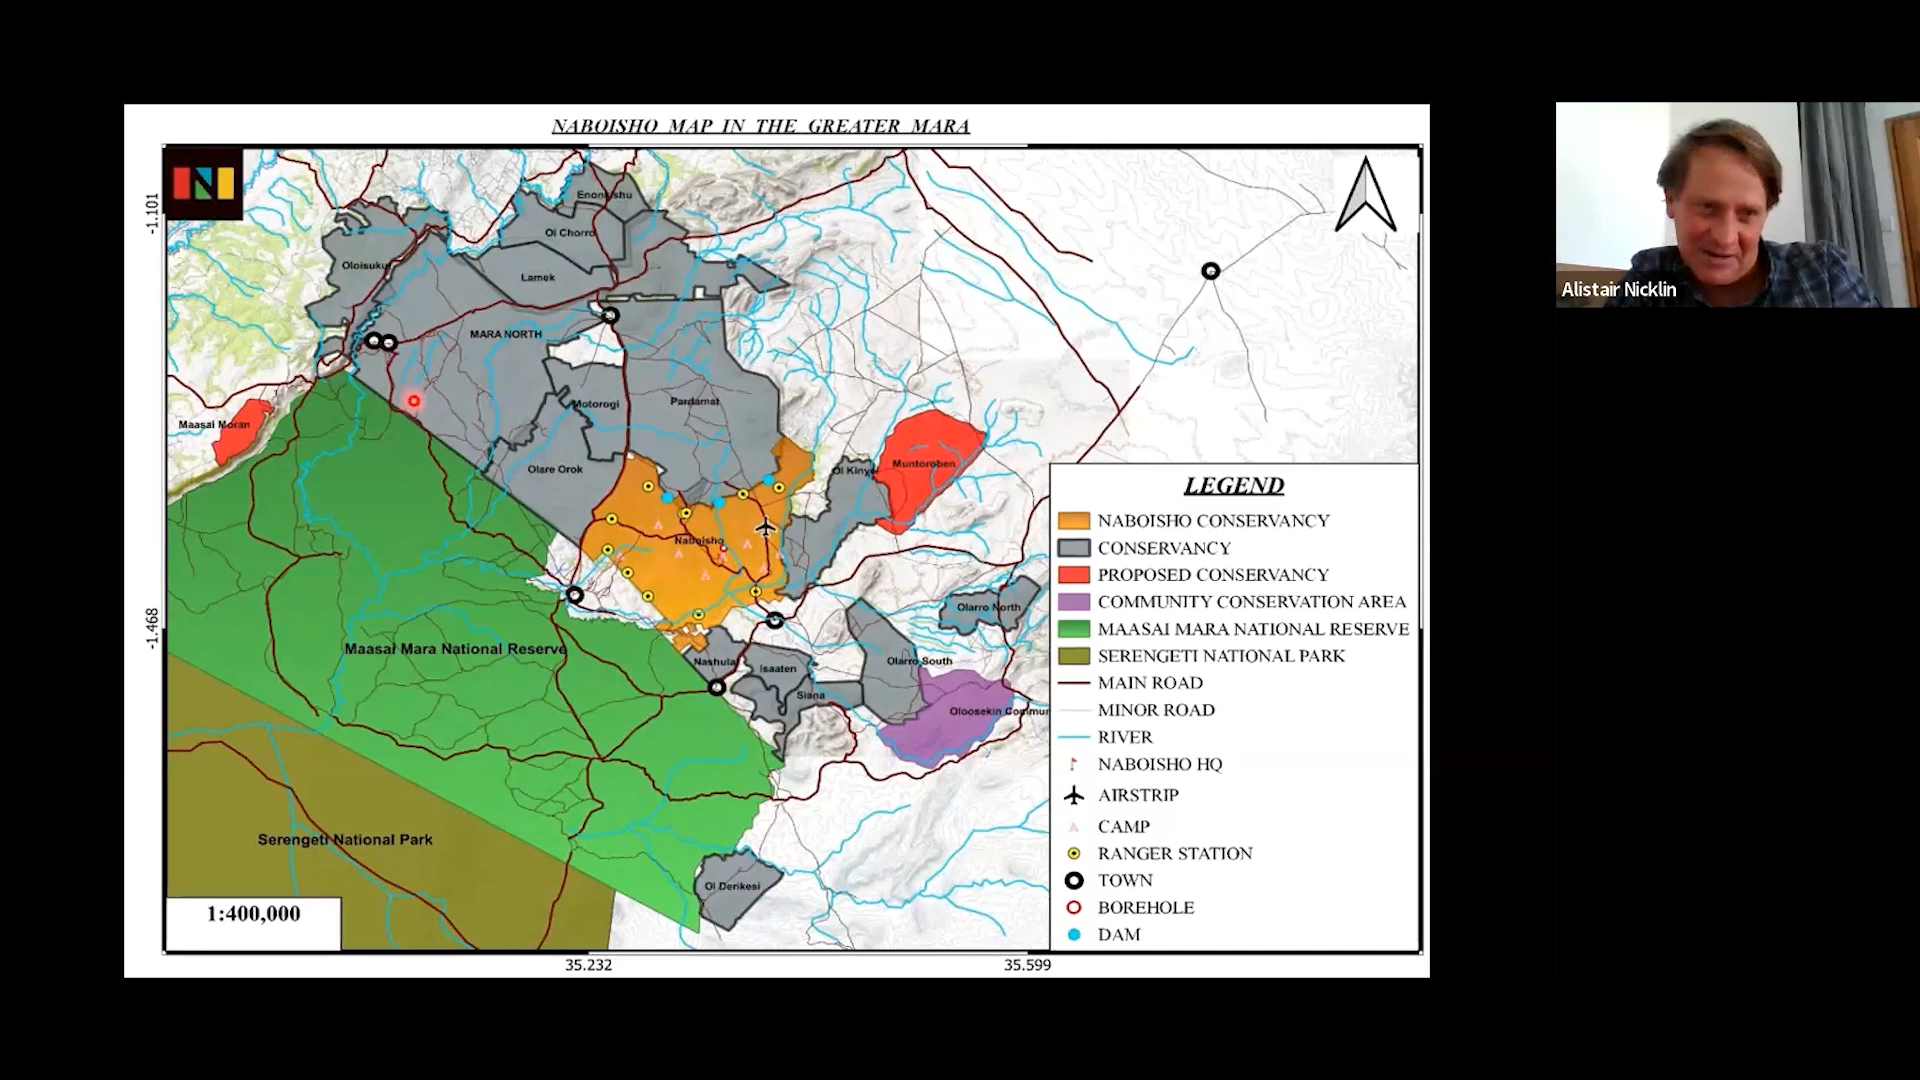 NABOISHO MAP IN THE GREATER MARA
N
-1.101
Enonkishu
Ol Chorro
Oloisukut
Lamek
MARA NORTH
Motorogi
Pardamat
Maasai Moran
Olare Orok
Ol Kinyei
Muntoroben
Naboisho
-1.468
Maasai Mara National Reserve
Nashulai
Isaaten
Siana
Olarro North
Olarro South
Oloosekin Commun
Serengeti National Park
Ol Derikesi
1:400,000
35.232
35.599
LEGEND
NABOISHO CONSERVANCY
CONSERVANCY
PROPOSED CONSERVANCY
COMMUNITY CONSERVATION AREA
MAASAI MARA NATIONAL RESERVE
SERENGETI NATIONAL PARK
MAIN ROAD
MINOR ROAD
RIVER
NABOISHO HQ
AIRSTRIP
CAMP
RANGER STATION
TOWN
BOREHOLE
DAM
Alistair Nicklin